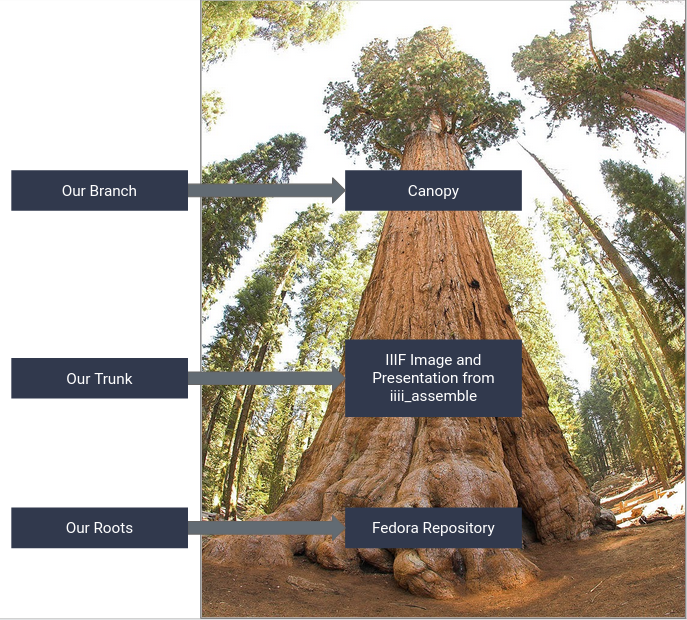 Our Branch
Canopy
Our Trunk
IIIF Image and
Presentation from
iiii_assemble
Our Roots
Fedora Repository